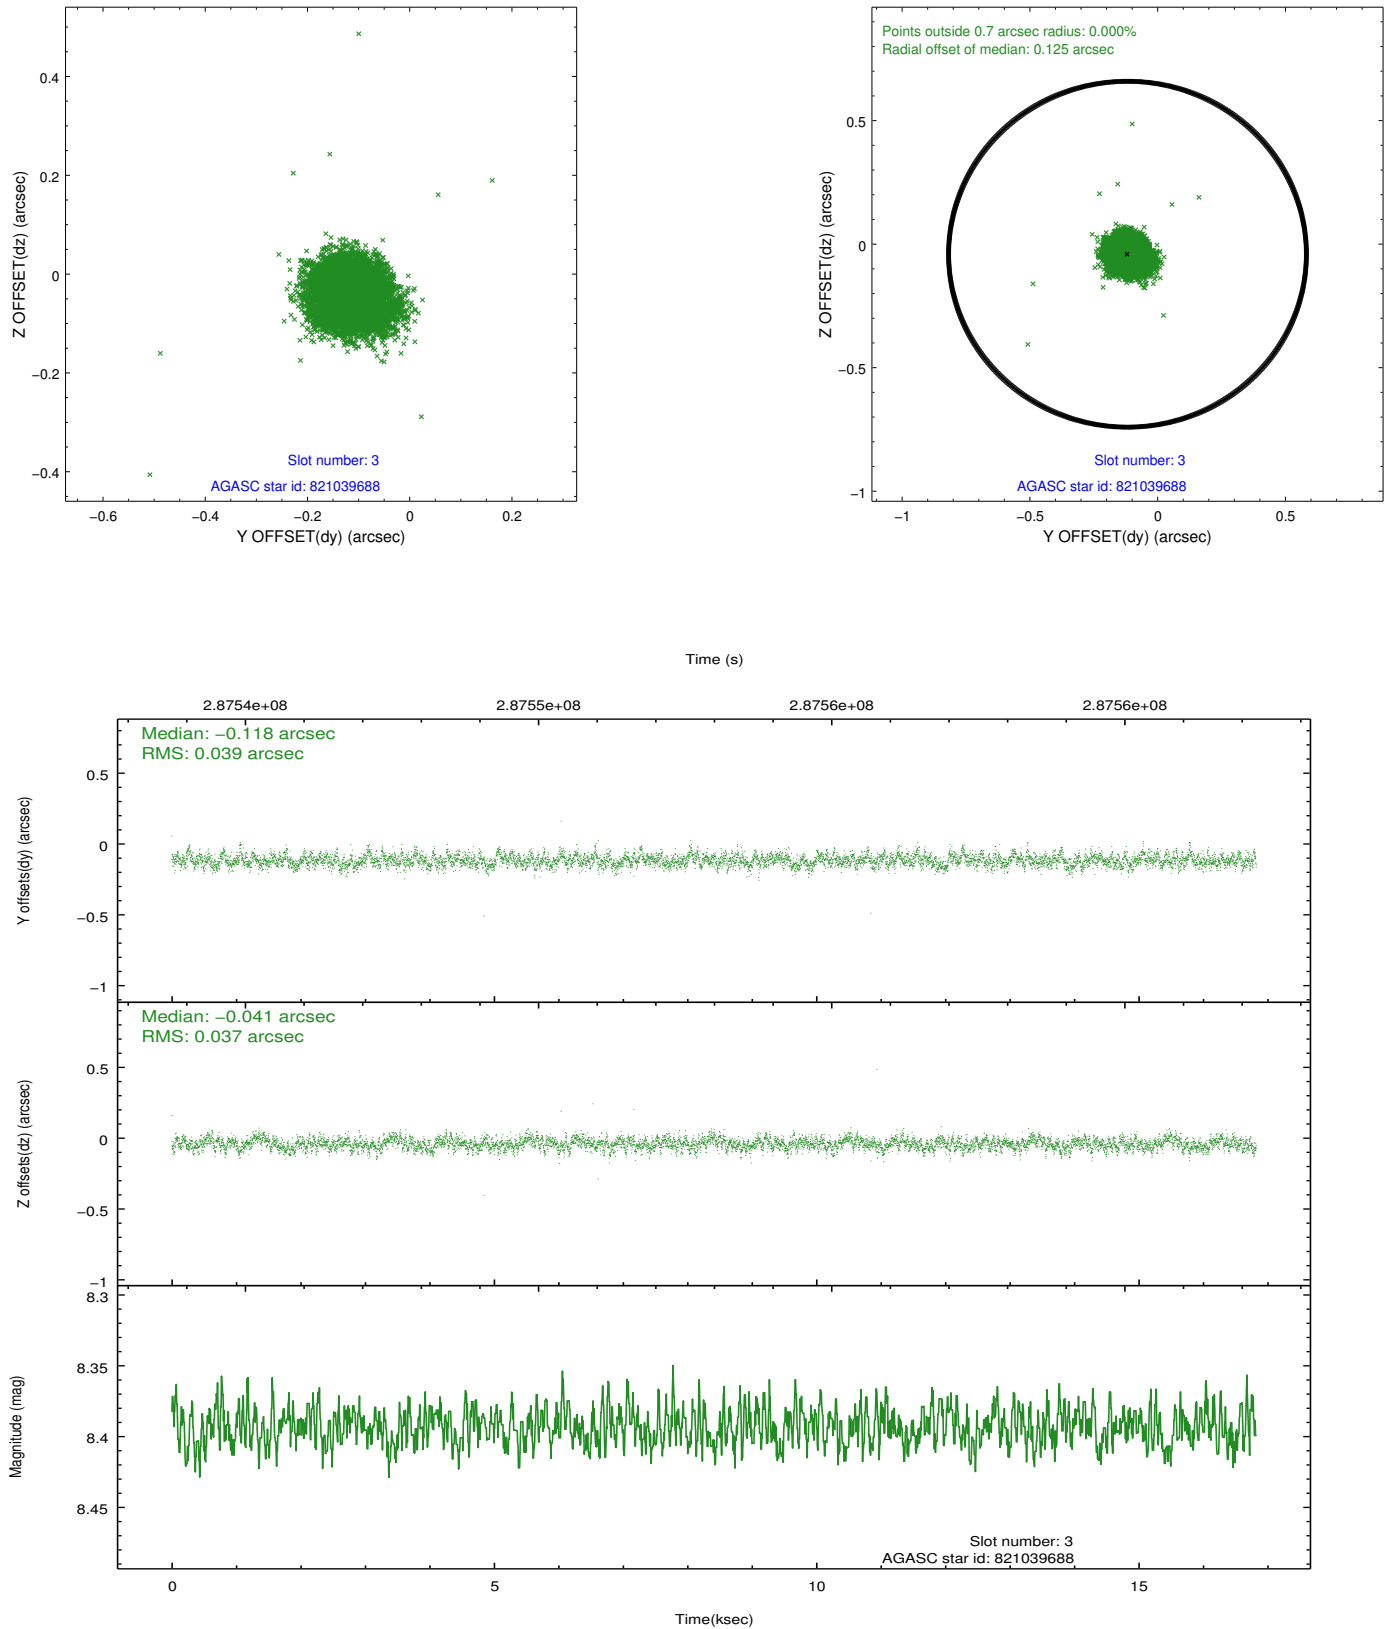 0.4
0.2
0
−0.2
−0.4
Z OFFSET(dz) (arcsec)
Slot number: 3
AGASC star id: 821039688
−0.6 −0.4 −0.2 0 0.2
Y OFFSET(dy) (arcsec)
Points outside 0.7 arcsec radius: 0.000%
Radial offset of median: 0.125 arcsec
0.5
0
−0.5
−1
Z OFFSET(dz) (arcsec)
Slot number: 3
AGASC star id: 821039688
−1 −0.5 0 0.5
Y OFFSET(dy) (arcsec)
Time (s)
2.8754e+08 2.8755e+08 2.8756e+08 2.8756e+08
Median: −0.118 arcsec
RMS: 0.039 arcsec
0.5
0
−0.5
−1
Y offsets(dy) (arcsec)
Median: −0.041 arcsec
RMS: 0.037 arcsec
0.5
0
−0.5
−1
Z offsets(dz) (arcsec)
8.3
8.35
8.4
8.45
Magnitude (mag)
Slot number: 3
AGASC star id: 821039688
0 5 10 15
Time(ksec)